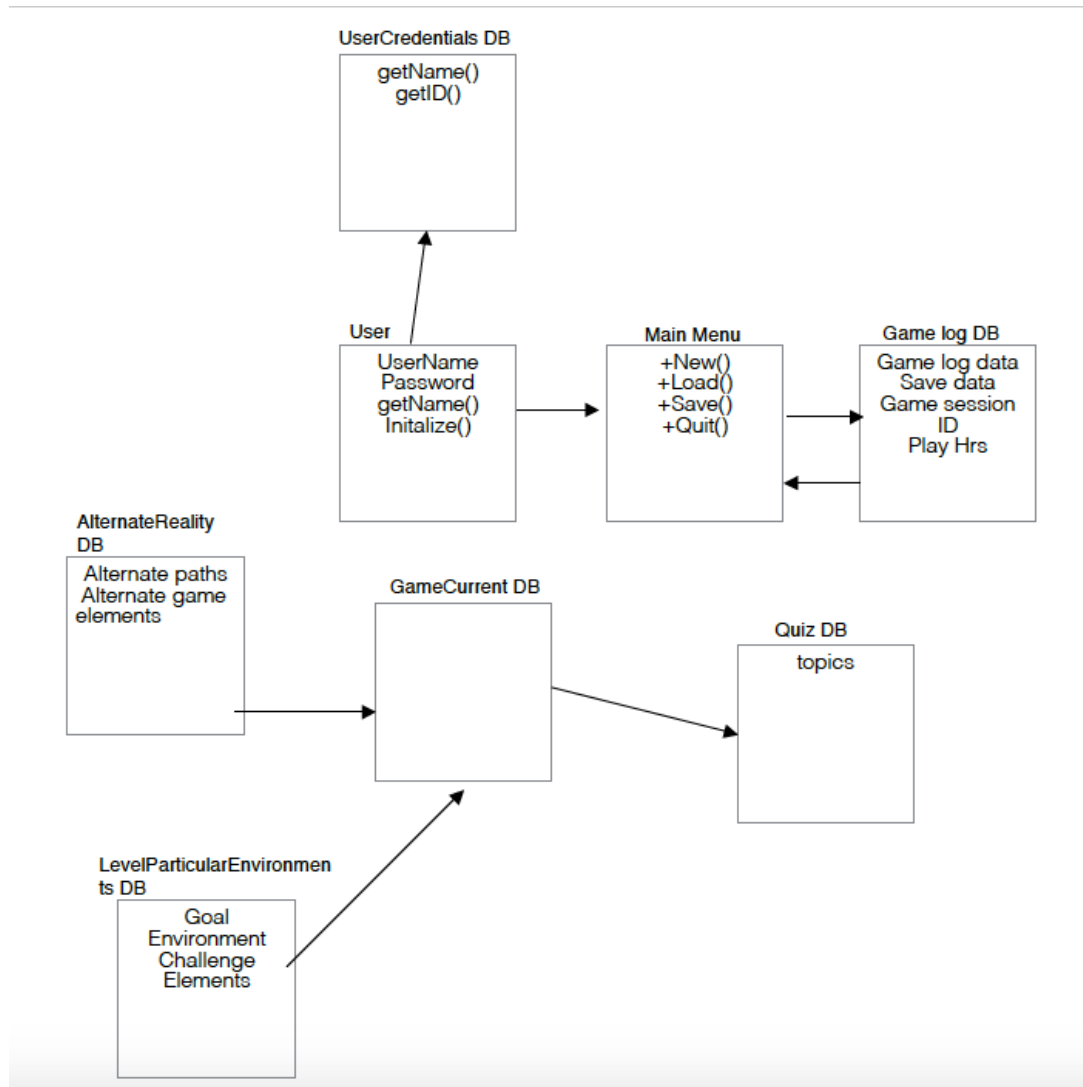 UserCredentials DB
getName()
getID()
User
UserName
Password
getName()
Initalize()
Main Menu
+New()
+Load()
+Save()
+Quit()
Game log DB
Game log data
Save data
Game session
ID
Play Hrs
AlternateReality
DB
Alternate paths
Alternate game
elements
GameCurrent DB
Quiz DB
topics
LevelParticularEnvironmen
ts DB
Goal
Environment
Challenge
Elements